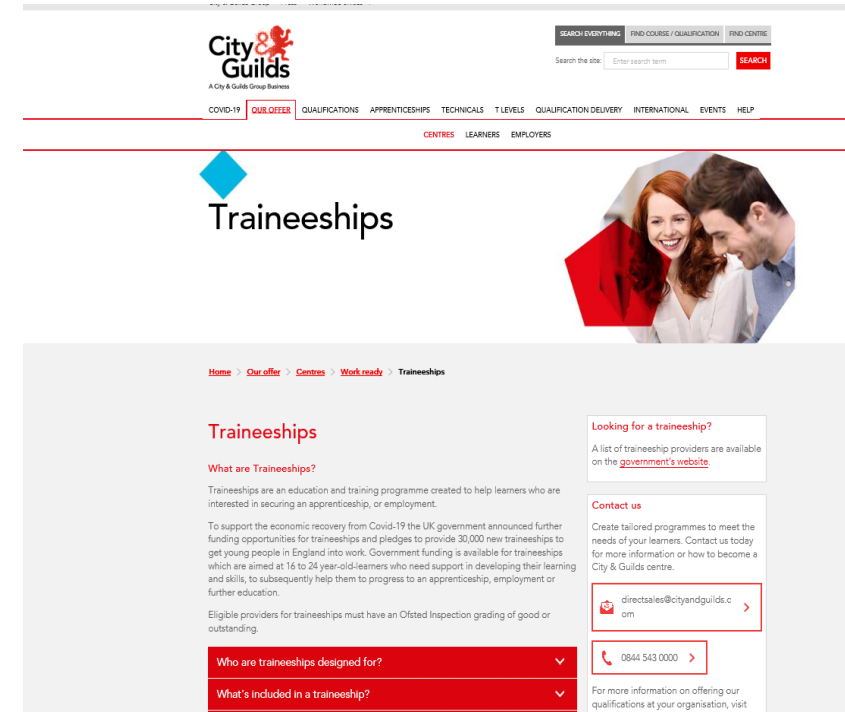 SEARCH EVERYTHING FIND COURSE / QUALIFICATION FIND CENTRE
City&
Guilds
A City & Guilds Group Business
Search the site: Enter search term SEARCH
COVID-19 OUR OFFER QUALIFICATIONS APPRENTICESHIPS TECHNICALS T LEVELS QUALIFICATION DELIVERY INTERNATIONAL EVENTS HELP
CENTRES LEARNERS EMPLOYERS
Traineeships
Home > Our offer > Centres > Work ready > Traineeships
Traineeships
What are Traineeships?
Traineeships are an education and training programme created to help learners who are
interested in securing an apprenticeship, or employment.
To support the economic recovery from Covid-19 the UK government announced further
funding opportunities for traineeships and pledges to provide 30,000 new traineeships to
get young people in England into work. Government funding is available for traineeships
which are aimed at 16 to 24 year-old-learners who need support in developing their learning
and skills, to subsequently help them to progress to an apprenticeship, employment or
further education.
Eligible providers for traineeships must have an Ofsted Inspection grading of good or
outstanding.
Who are traineeships designed for?
What's included in a traineeship?
Looking for a traineeship?
A list of traineeship providers are available
on the government's website.
Contact us
Create tailored programmes to meet the
needs of your learners. Contact us today
for more information or how to become a
City & Guilds centre.
directsales@cityandguilds.c
om
0844 543 0000
For more information on offering our
qualifications at your organisation, visit